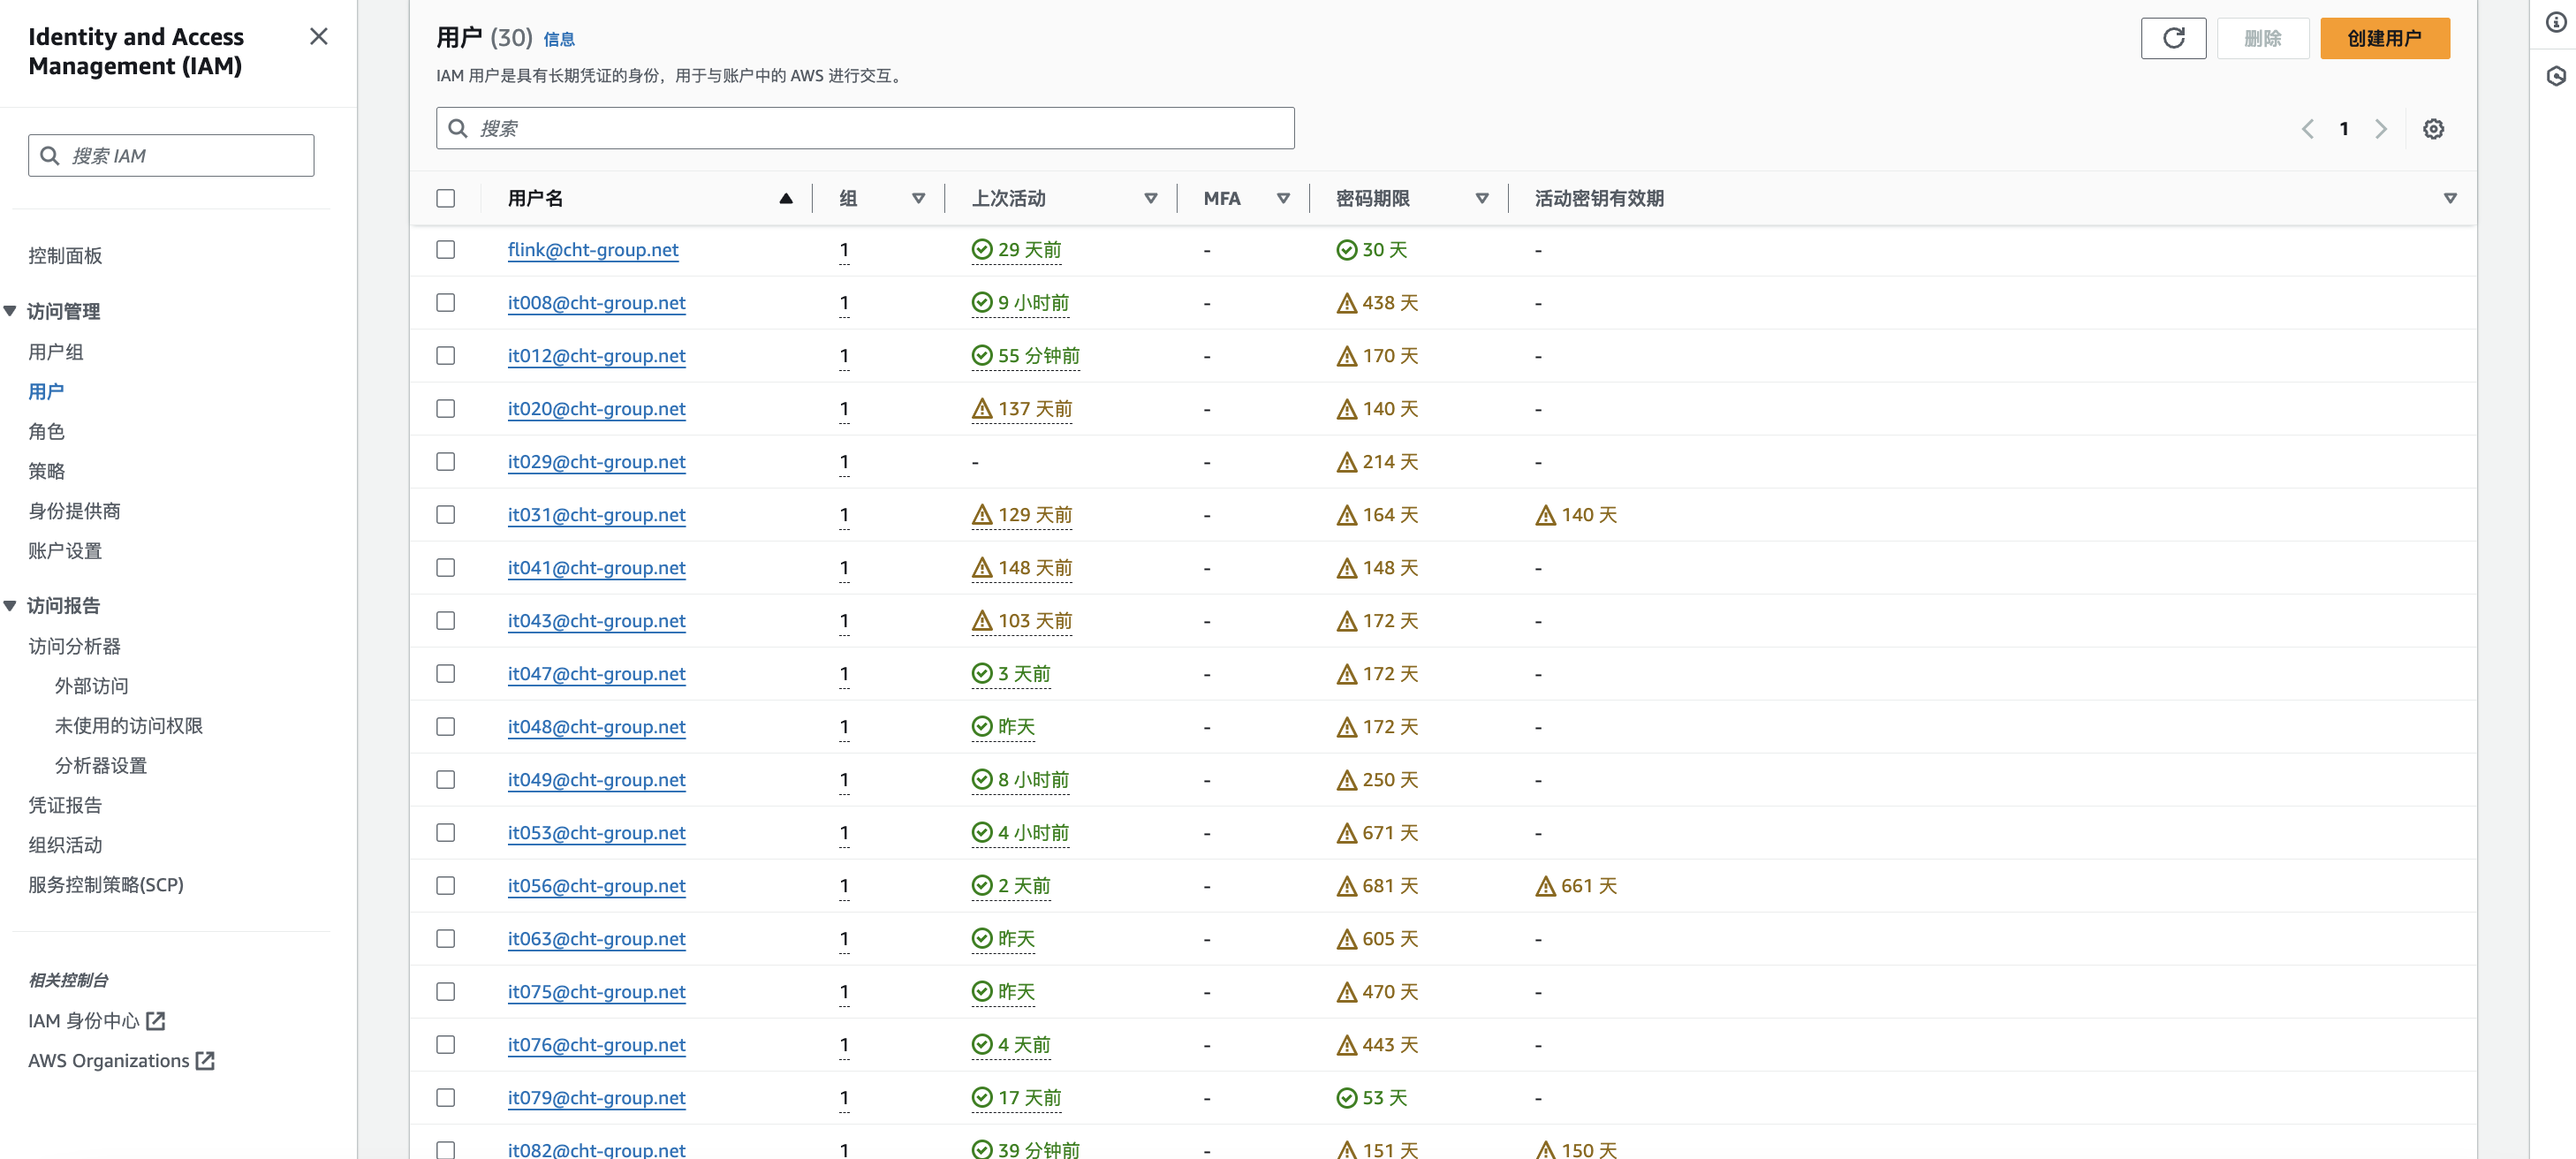 Identity and Access
Management (IAM)
搜索 IAM
控制面板
访问管理
用户组
用户
角色
策略
身份提供商
账户设置
访问报告
访问分析器
外部访问
未使用的访问权限
分析器设置
凭证报告
组织活动
服务控制策略(SCP)
相关控制台
IAM 身份中心
AWS Organizations
用户 (30) 信息
删除
创建用户
IAM 用户是具有长期凭证的身份，用于与账户中的 AWS 进行交互。
搜索
1
用户名 组 上次活动 MFA 密码期限 活动密钥有效期
flink@cht-group.net 1 29 天前 - 30 天 -
it008@cht-group.net 1 9 小时前 - 438 天 -
it012@cht-group.net 1 55 分钟前 - 170 天 -
it020@cht-group.net 1 137 天前 - 140 天 -
it029@cht-group.net 1 - - 214 天 -
it031@cht-group.net 1 129 天前 - 164 天 140 天
it041@cht-group.net 1 148 天前 - 148 天 -
it043@cht-group.net 1 103 天前 - 172 天 -
it047@cht-group.net 1 3 天前 - 172 天 -
it048@cht-group.net 1 昨天 - 172 天 -
it049@cht-group.net 1 8 小时前 - 250 天 -
it053@cht-group.net 1 4 小时前 - 671 天 -
it056@cht-group.net 1 2 天前 - 681 天 661 天
it063@cht-group.net 1 昨天 - 605 天 -
it075@cht-group.net 1 昨天 - 470 天 -
it076@cht-group.net 1 4 天前 - 443 天 -
it079@cht-group.net 1 17 天前 - 53 天 -
it082@cht-group.net 1 39 分钟前 - 151 天 150 天